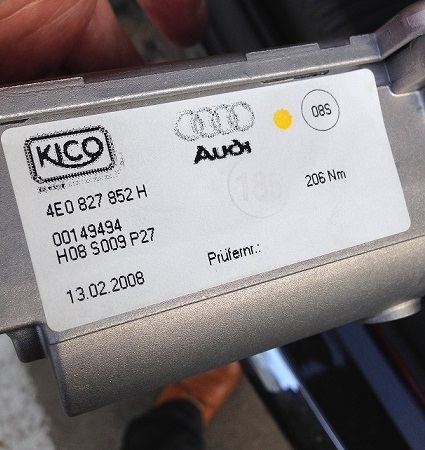 KICO
Audi
08S
4E0 827 852 H
206 Nm
00149494
H08 S009 P27
Prüfernr.:
13.02.2008